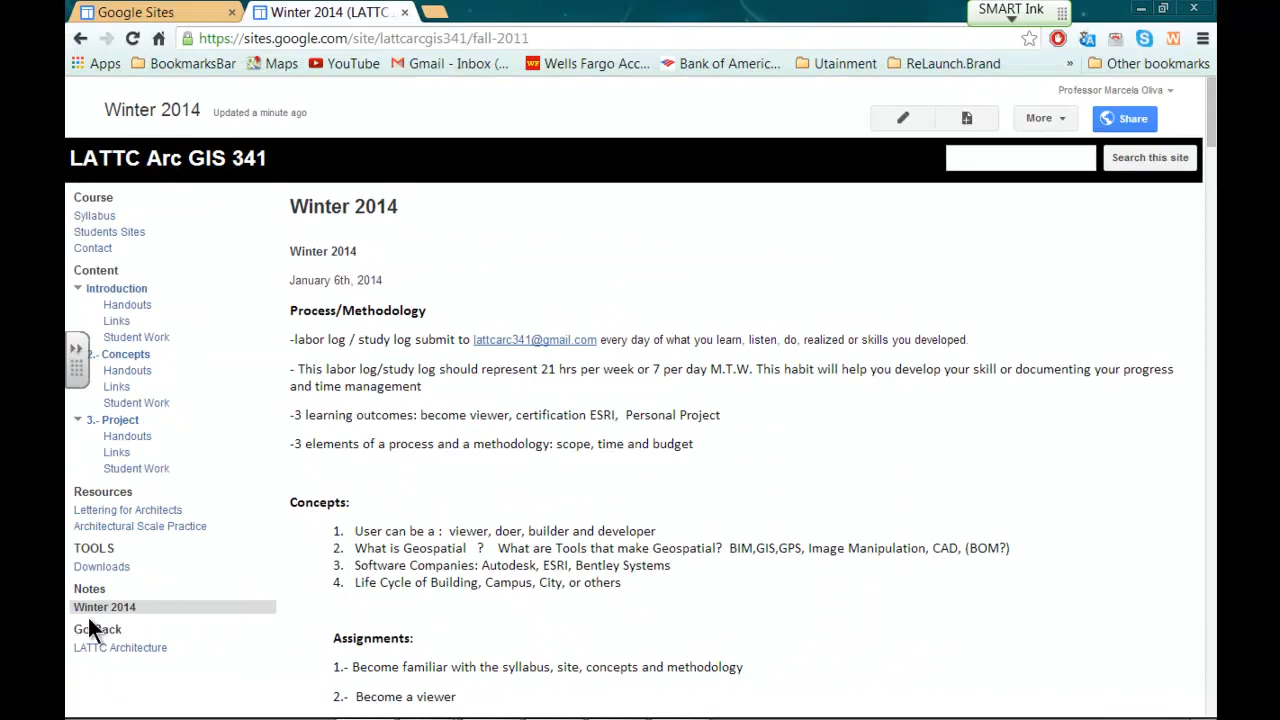 Google Sites
Winter 2014 (LATTC
SMART Ink
https://sites.google.com/site/lattcarcgis341/fall-2011
Apps BookmarksBar Maps YouTube Gmail - Inbox (... Wells Fargo Acc... Bank of Americ... Utainment ReLaunch.Brand » Other bookmarks
Professor Marcela Oliva
Winter 2014 Updated a minute ago
More Share
LATTC Arc GIS 341
Search this site
Course
Syllabus
Students Sites
Contact
Content
Introduction
Handouts
Links
Student Work
2.- Concepts
Handouts
Links
Student Work
3.- Project
Handouts
Links
Student Work
Resources
Lettering for Architects
Architectural Scale Practice
TOOLS
Downloads
Notes
Winter 2014
LATTC Architecture
Winter 2014
Winter 2014
January 6th, 2014
Process/Methodology
-labor log / study log submit to lattcarc341@gmail.com every day of what you learn, listen, do, realized or skills you developed.
- This labor log/study log should represent 21 hrs per week or 7 per day M.T.W. This habit will help you develop your skill or documenting your progress
and time management
-3 learning outcomes: become viewer, certification ESRI, Personal Project
-3 elements of a process and a methodology: scope, time and budget
Concepts:
1. User can be a : viewer, doer, builder and developer
2. What is Geospatial ? What are Tools that make Geospatial? BIM,GIS,GPS, Image Manipulation, CAD, (BOM?)
3. Software Companies: Autodesk, ESRI, Bentley Systems
4. Life Cycle of Building, Campus, City, or others
Assignments:
1.- Become familiar with the syllabus, site, concepts and methodology
2.- Become a viewer